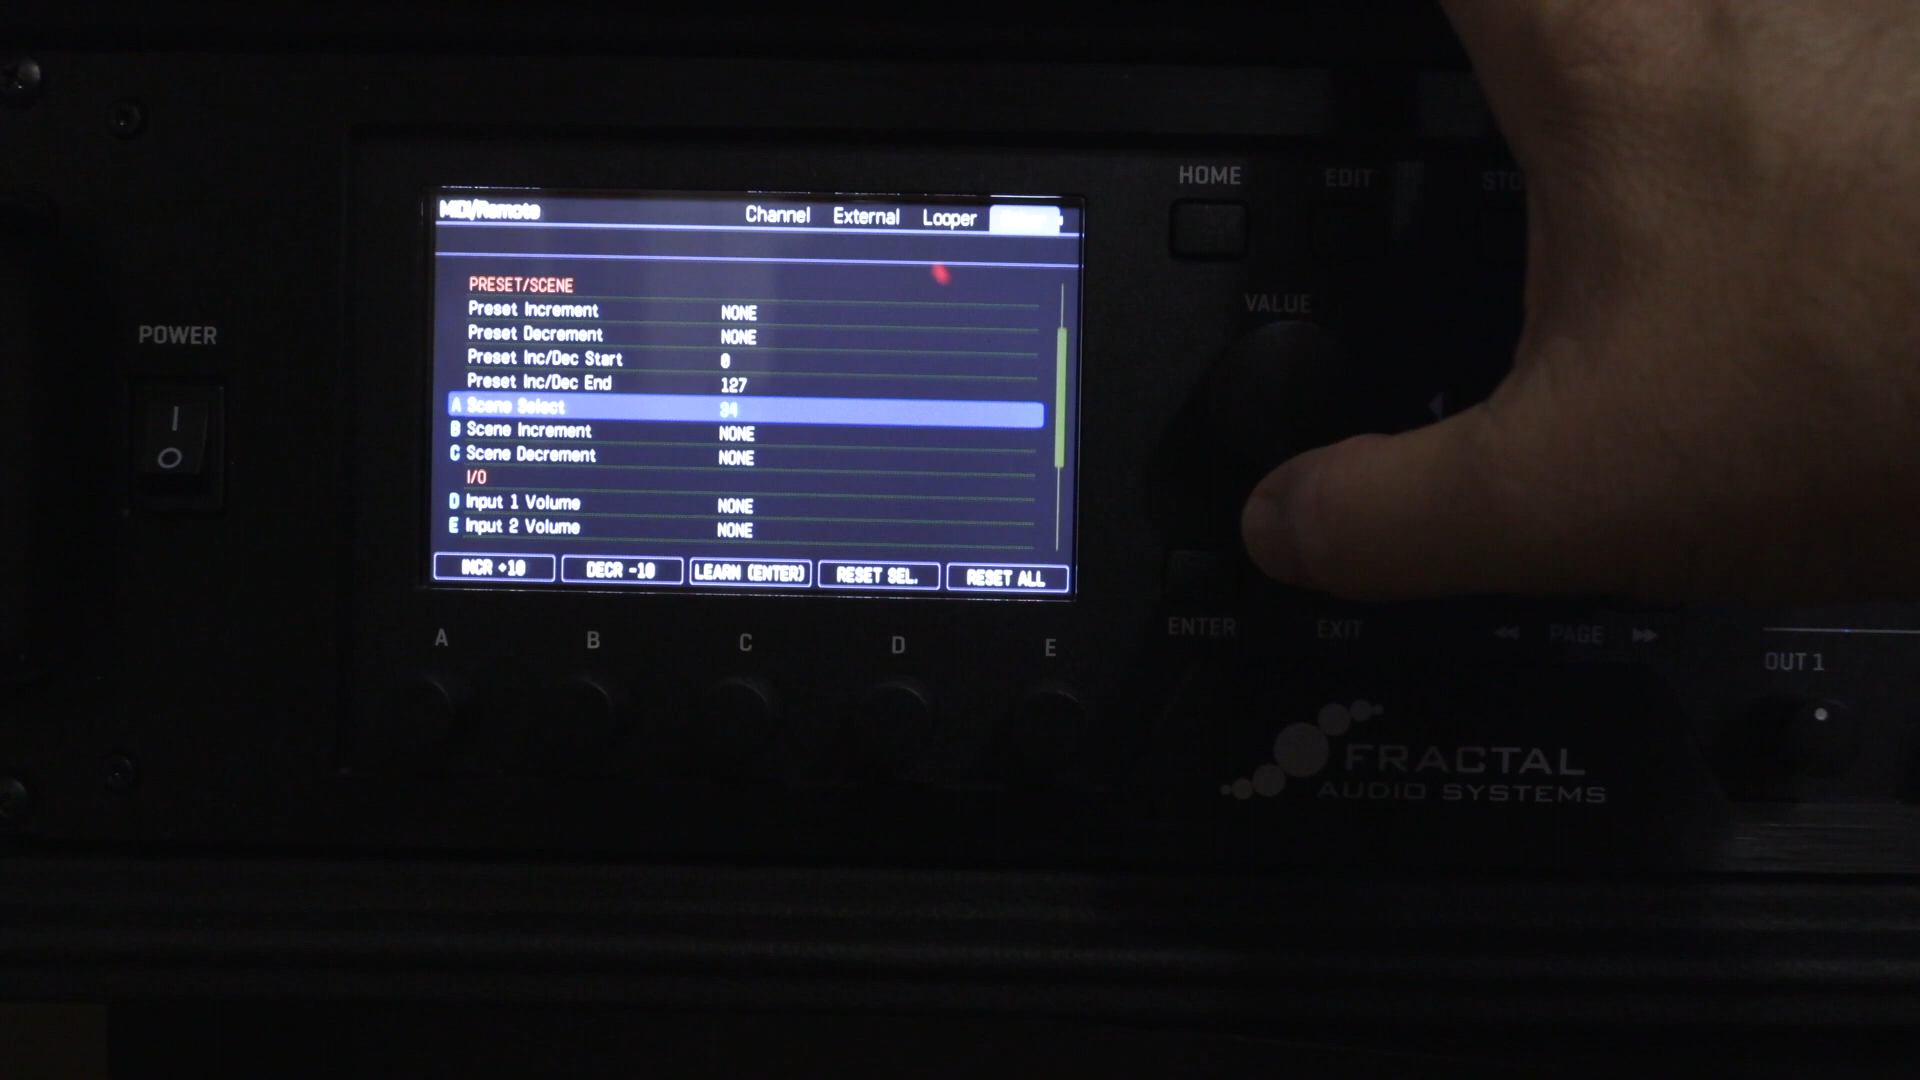 HOME EDIT STO
MIDI/Remote Channel External Looper
PRESET/SCENE
Preset Increment NONE
Preset Decrement NONE
Preset Inc/Dec Start 0
Preset Inc/Dec End 127
A Scene Select 34
B Scene Increment NONE
C Scene Decrement NONE
I/O
D Input 1 Volume NONE
E Input 2 Volume NONE
INCR +10 DECR -10 LEARN (ENTER) RESET SEL. RESET ALL
VALUE
POWER
I
O
A B C D E
ENTER EXIT PAGE
OUT 1
FRACTAL
AUDIO SYSTEMS